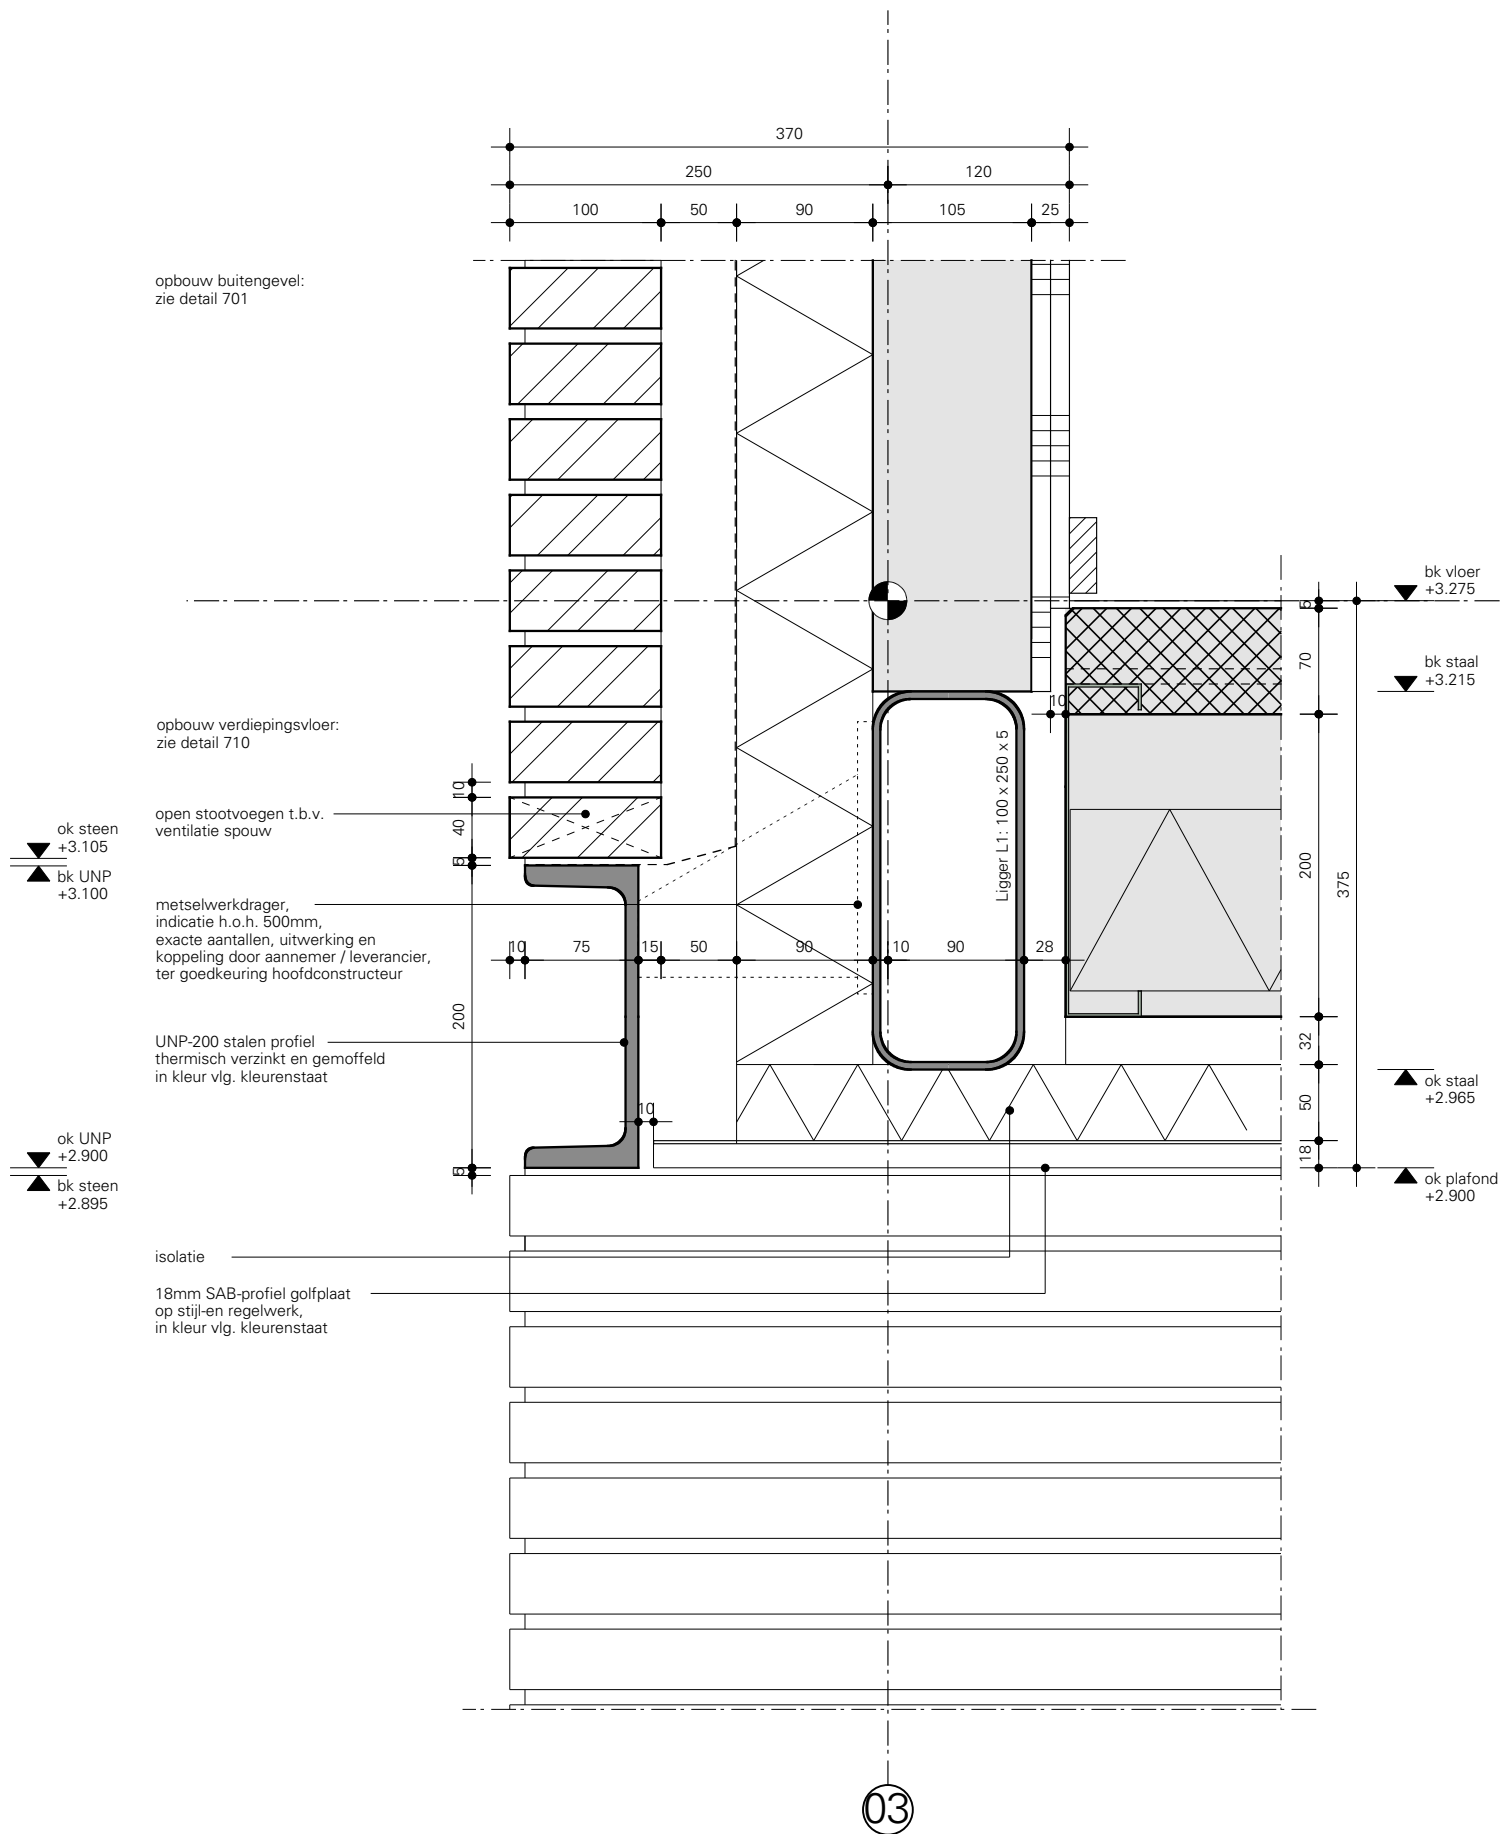 370
250
120
100
50
90
105
25
opbouw buitengevel:
zie detail 701
bk vloer
+3.275
5
70
bk staal
+3.215
10
opbouw verdiepingsvloer:
zie detail 710
Ligger L1: 100 x 250 x 5
10
open stootvoegen t.b.v.
ventilatie spouw
40
ok steen
+3.105
5
bk UNP
+3.100
200
375
metselwerkdrager,
indicatie h.o.h. 500mm,
exacte aantallen, uitwerking en
koppeling door aannemer / leverancier,
ter goedkeuring hoofdconstructeur
10
75
15
50
90
10
90
28
200
UNP-200 stalen profiel
thermisch verzinkt en gemoffeld
in kleur vlg. kleurenstaat
32
ok staal
+2.965
50
10
ok UNP
+2.900
18
5
bk steen
+2.895
ok plafond
+2.900
isolatie
18mm SAB-profiel golfplaat
op stijl-en regelwerk,
in kleur vlg. kleurenstaat
03